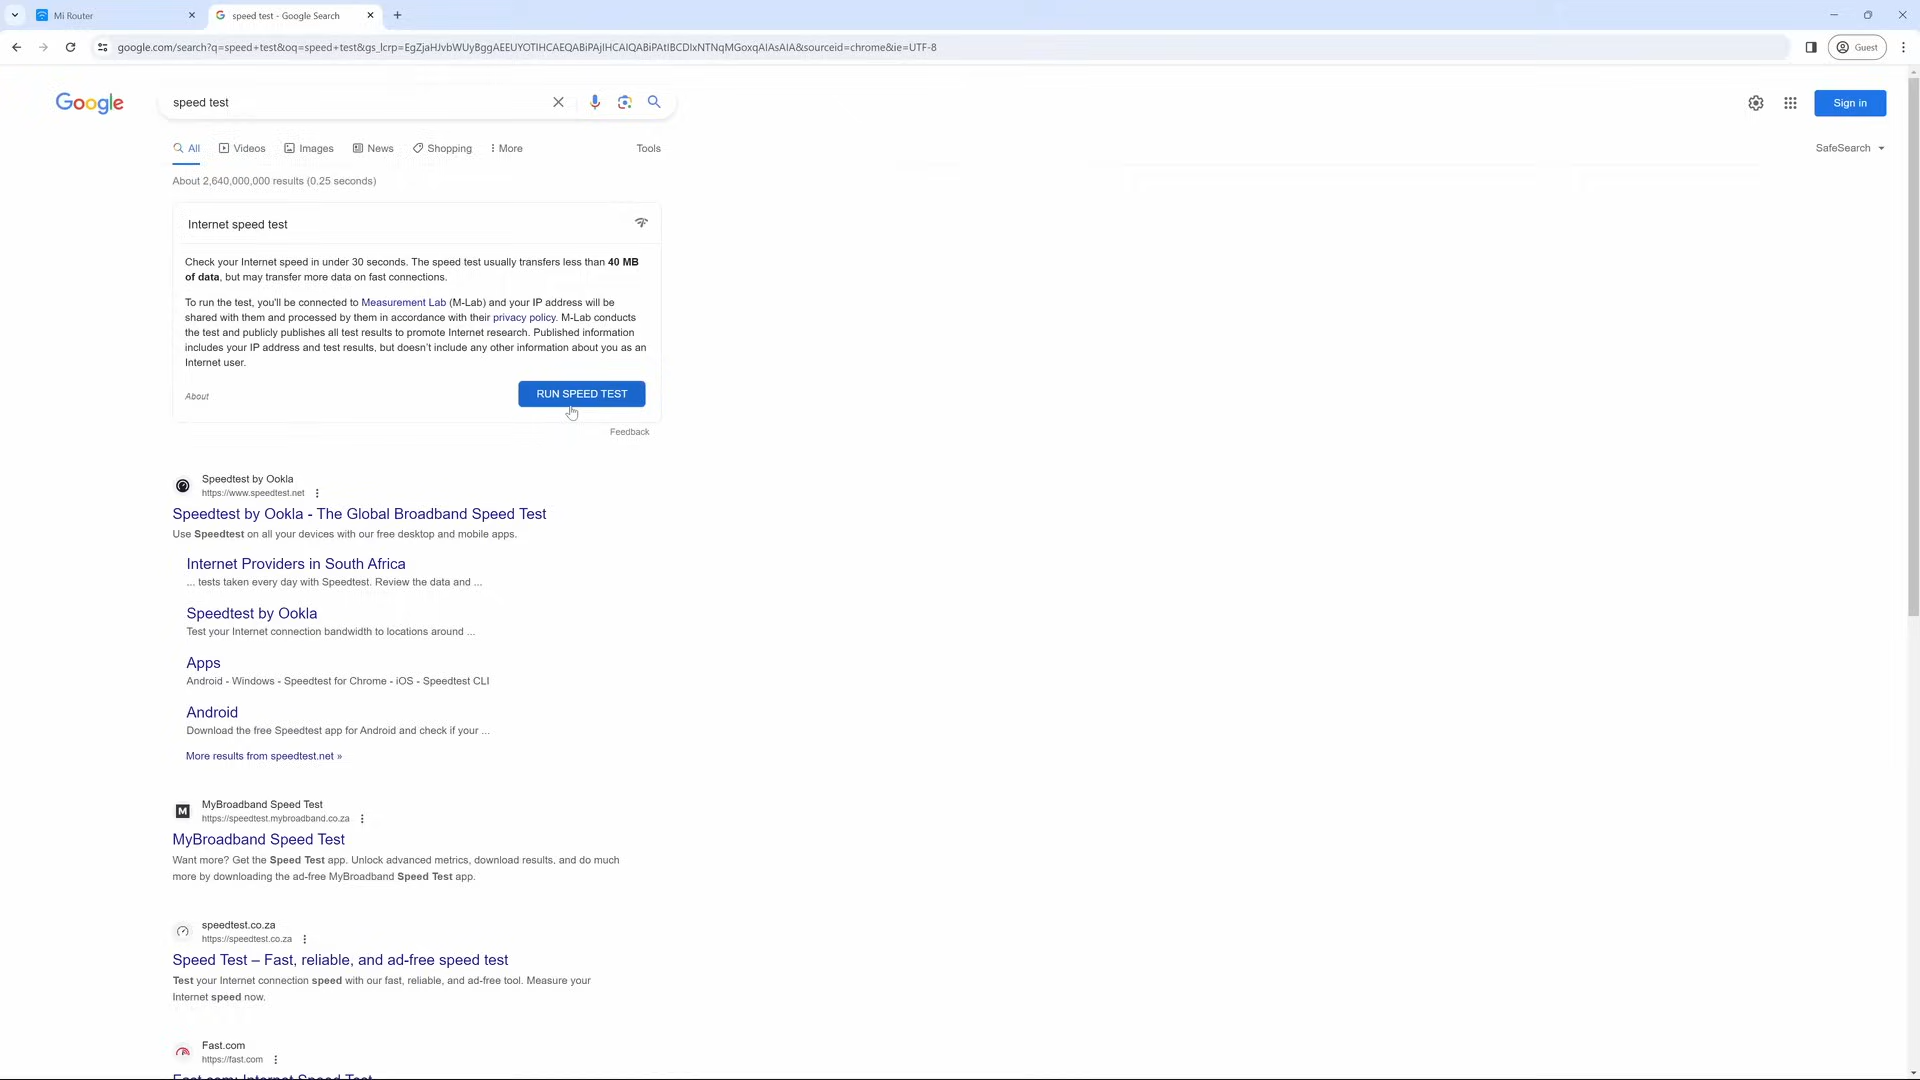 Mi Router
speed test - Google Search
google.com/search?q=speed+test&oq=speed+test&gs_lcrp=EgZjaHJvbWUyBggAEEUYOTIHCAEQABiPAjIHCAIQABiPAtIBCDIxNTNqMGoxqAIAsAIA&sourceid=chrome&ie=UTF-8
Guest
Google
speed test
Sign in
All
Videos
Images
News
Shopping
More
Tools
SafeSearch
About 2,640,000,000 results (0.25 seconds)
Internet speed test
Check your Internet speed in under 30 seconds. The speed test usually transfers less than 40 MB
of data, but may transfer more data on fast connections.
To run the test, you'll be connected to Measurement Lab (M-Lab) and your IP address will be
shared with them and processed by them in accordance with their privacy policy. M-Lab conducts
the test and publicly publishes all test results to promote Internet research. Published information
includes your IP address and test results, but doesn't include any other information about you as an
Internet user.
About
RUN SPEED TEST
Feedback
Speedtest by Ookla
https://www.speedtest.net
Speedtest by Ookla - The Global Broadband Speed Test
Use Speedtest on all your devices with our free desktop and mobile apps.
Internet Providers in South Africa
... tests taken every day with Speedtest. Review the data and ...
Speedtest by Ookla
Test your Internet connection bandwidth to locations around ...
Apps
Android - Windows - Speedtest for Chrome - iOS - Speedtest CLI
Android
Download the free Speedtest app for Android and check if your ...
More results from speedtest.net »
M
MyBroadband Speed Test
https://speedtest.mybroadband.co.za
MyBroadband Speed Test
Want more? Get the Speed Test app. Unlock advanced metrics, download results, and do much
more by downloading the ad-free MyBroadband Speed Test app.
speedtest.co.za
https://speedtest.co.za
Speed Test – Fast, reliable, and ad-free speed test
Test your Internet connection speed with our fast, reliable, and ad-free tool. Measure your
Internet speed now.
Fast.com
https://fast.com
Fast.com: Internet Speed Test